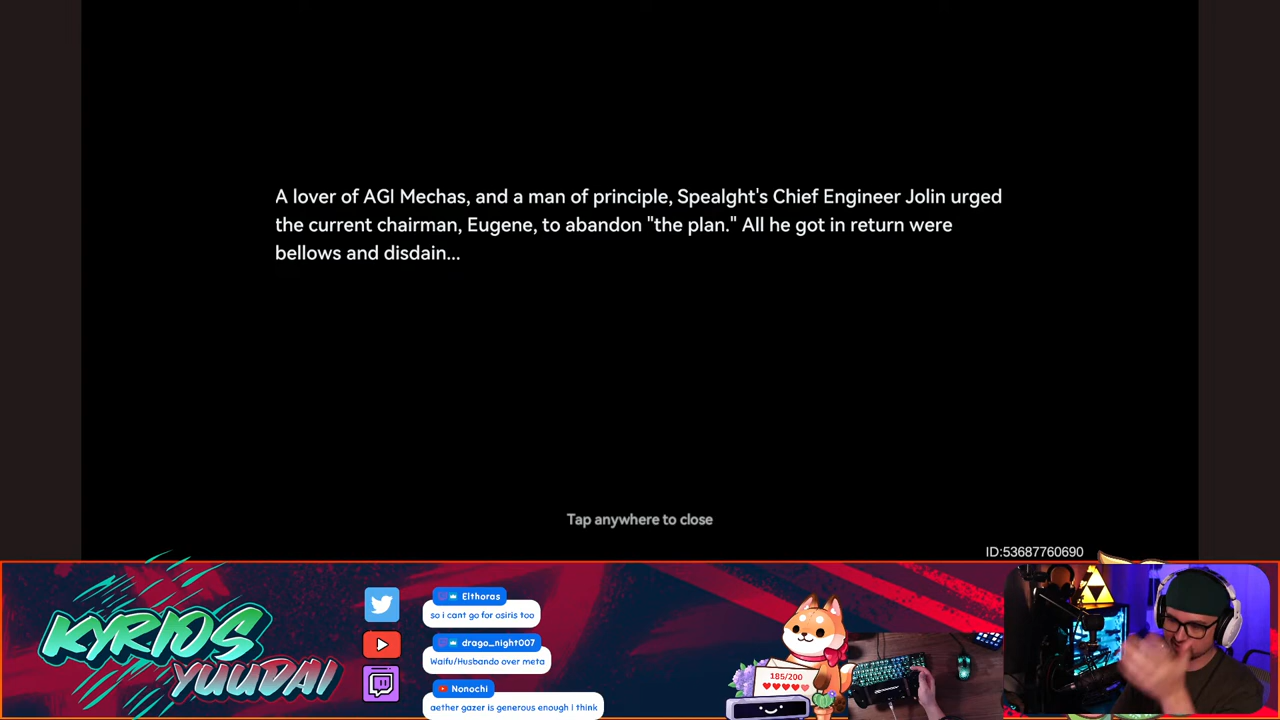 A lover of AGI Mechas, and a man of principle, Spealght's Chief Engineer Jolin urged
the current chairman, Eugene, to abandon "the plan." All he got in return were
bellows and disdain...
Tap anywhere to close
ID:53687760690
KYRIOS
YUUDAI
Elthoras
so i cant go for osiris too
drago_night007
Waifu/Husbando over meta
Nonochi
aether gazer is generous enough i think
185/200